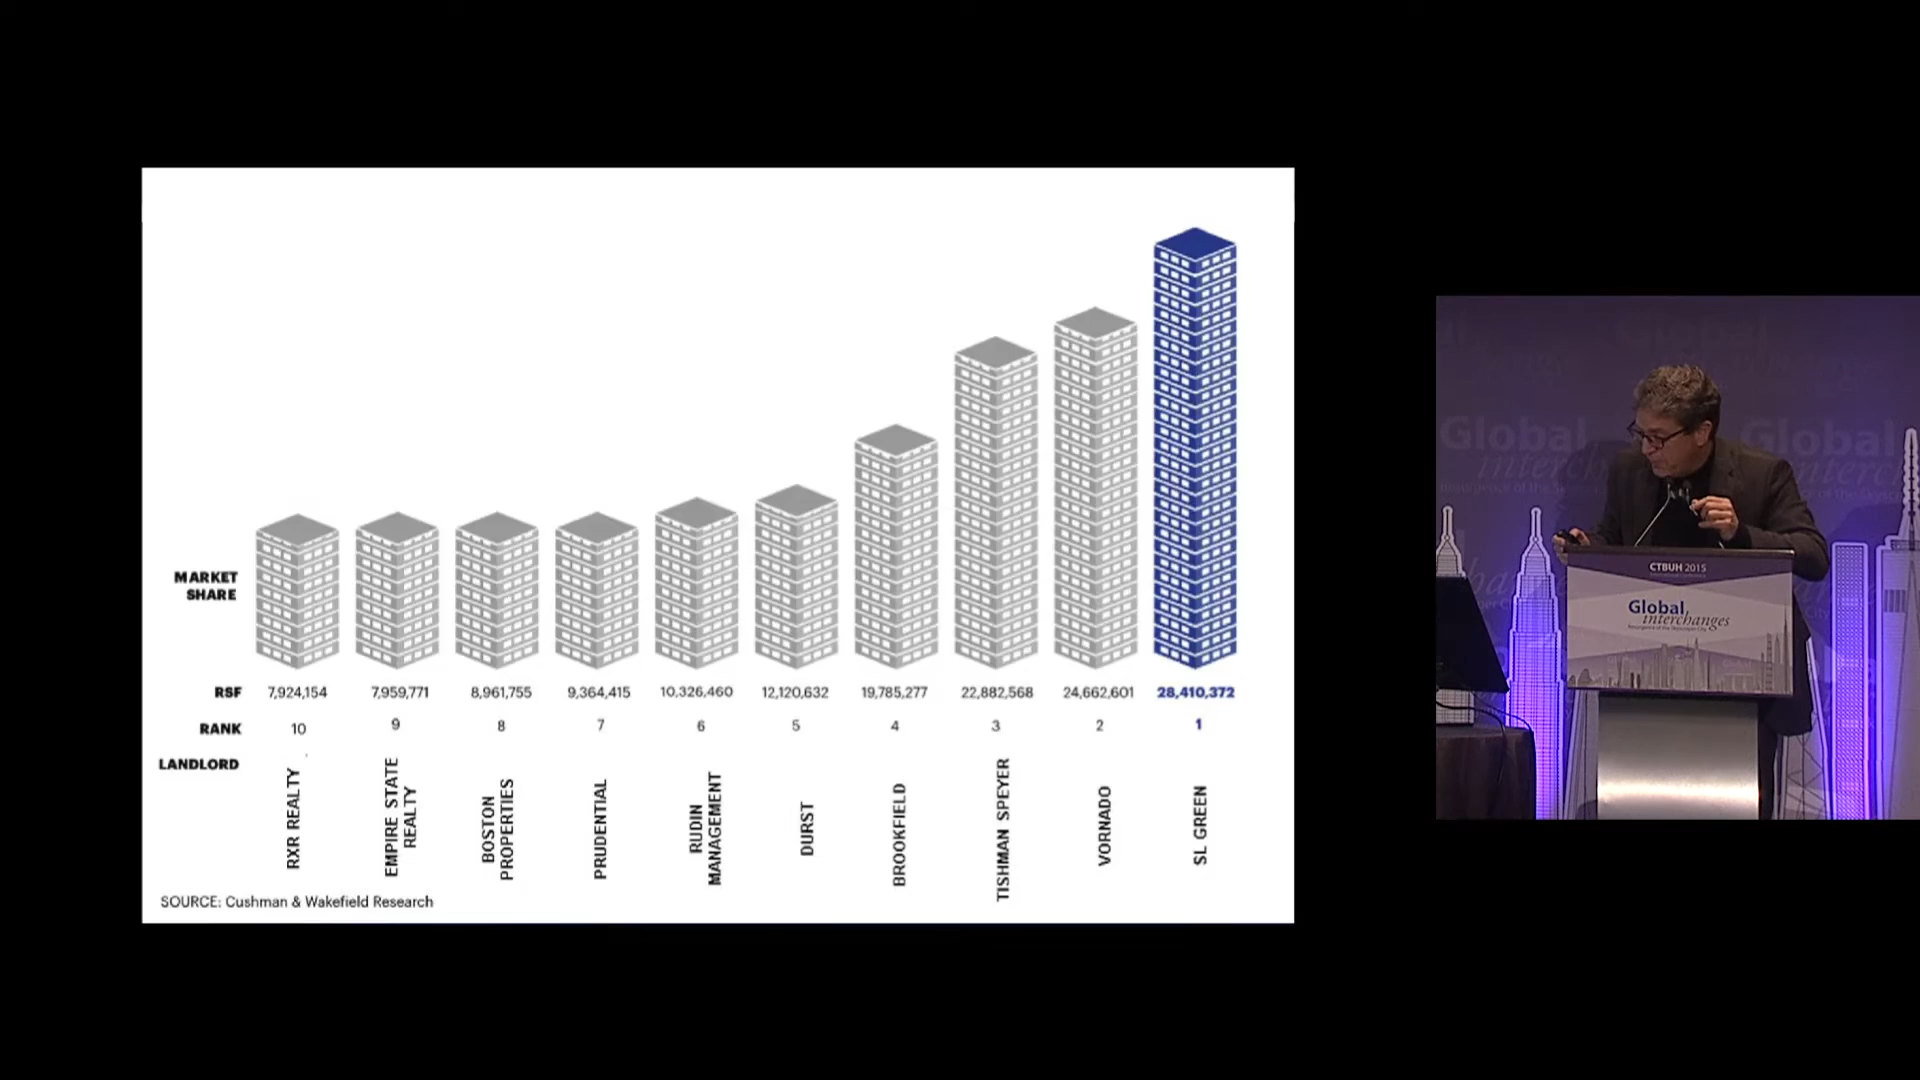 MARKET
SHARE
RSF 7,924,154 7,959,771 8,961,755 9,364,415 10,326,460 12,120,632 19,785,277 22,882,568 24,662,601 28,410,372
RANK 10 9 8 7 6 5 4 3 2 1
LANDLORD
RXR REALTY
EMPIRE STATE
REALTY
BOSTON
PROPERTIES
PRUDENTIAL
RUDIN
MANAGEMENT
DURST
BROOKFIELD
TISHMAN SPEYER
VORNADO
SL GREEN
SOURCE: Cushman & Wakefield Research
Global
interchanges
Global
CTBUH 2015
Global
interchanges